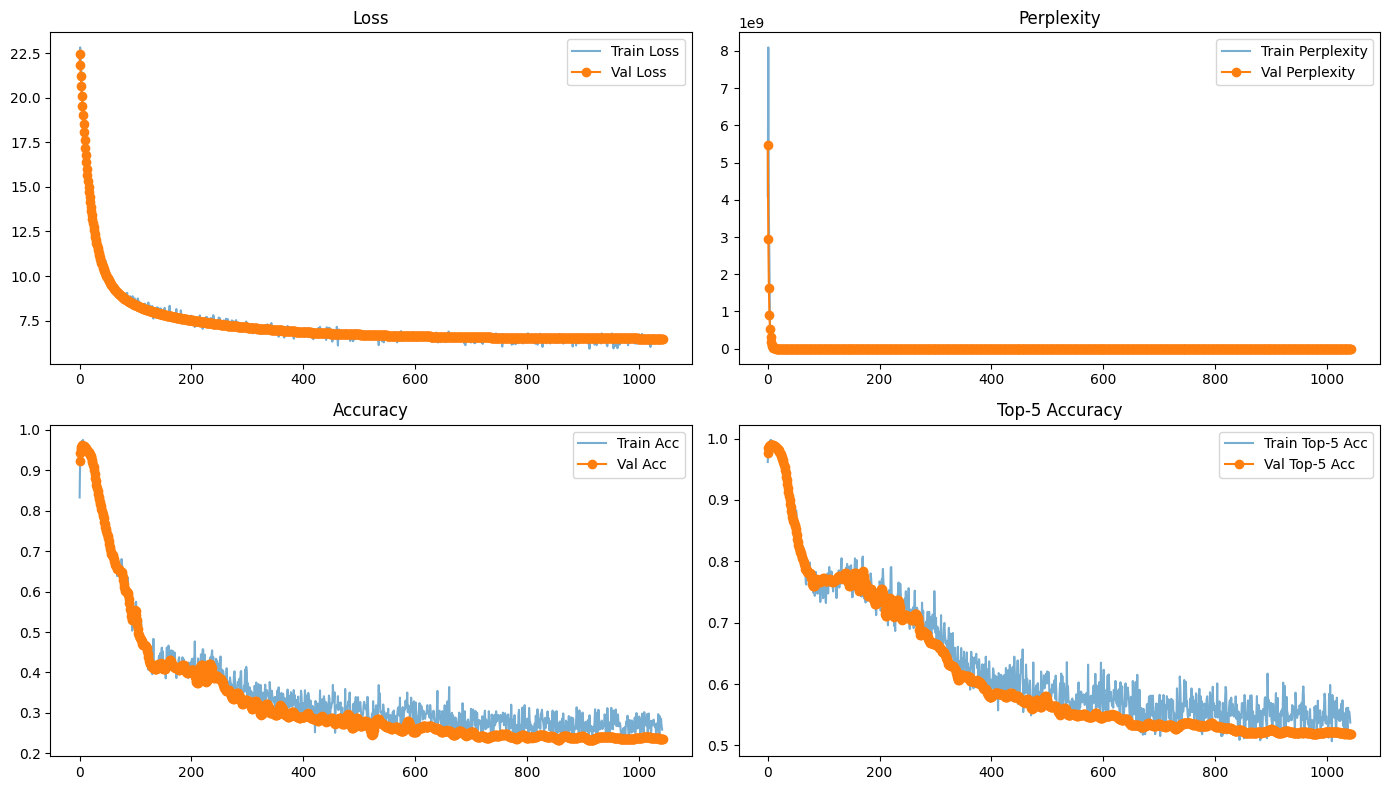 Loss
22.5
20.0
17.5
15.0
12.5
10.0
7.5
0 200 400 600 800 1000
Train Loss
Val Loss
Perplexity
1e9
8
7
6
5
4
3
2
1
0
0 200 400 600 800 1000
Train Perplexity
Val Perplexity
Accuracy
1.0
0.9
0.8
0.7
0.6
0.5
0.4
0.3
0.2
0 200 400 600 800 1000
Train Acc
Val Acc
Top-5 Accuracy
1.0
0.9
0.8
0.7
0.6
0.5
0 200 400 600 800 1000
Train Top-5 Acc
Val Top-5 Acc